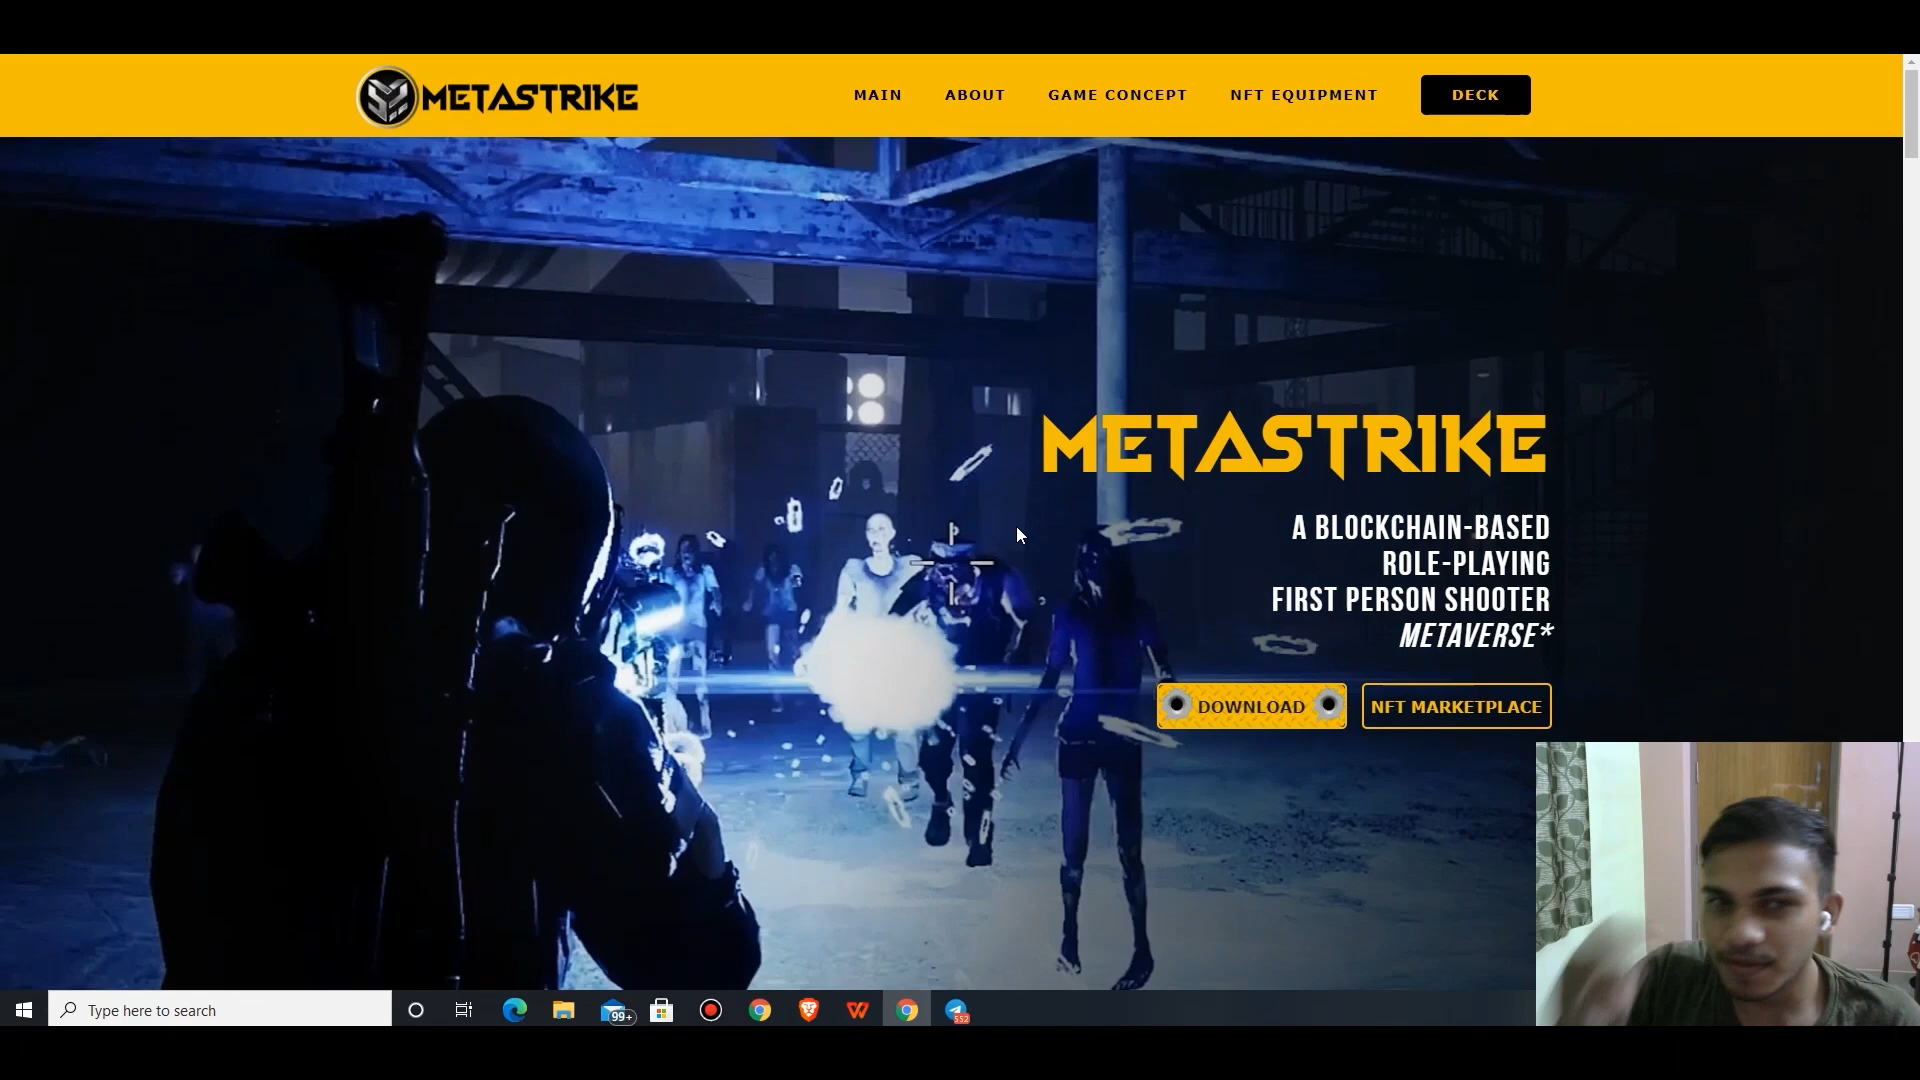 METASTRIKE
MAIN
ABOUT
GAME CONCEPT
NFT EQUIPMENT
DECK
METASTRIKE
A BLOCKCHAIN-BASED
ROLE-PLAYING
FIRST PERSON SHOOTER
METAVERSE*
DOWNLOAD
NFT MARKETPLACE
Type here to search
99+
552